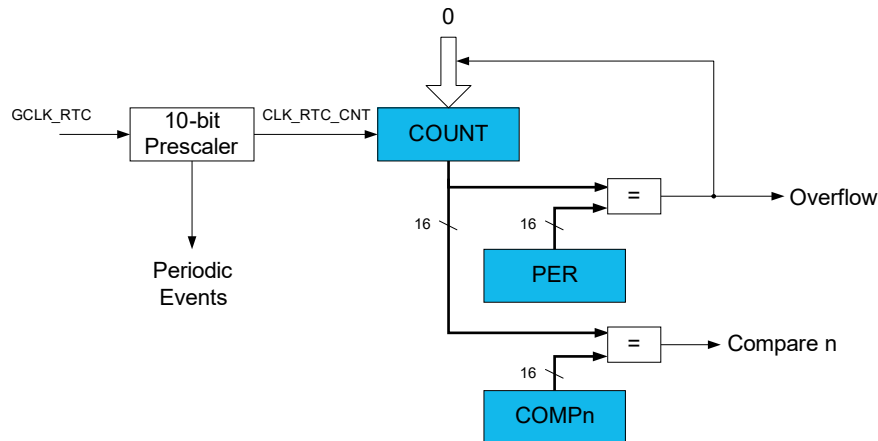 0
GCLK_RTC
10-bit
Prescaler
CLK_RTC_CNT
COUNT
=
Overflow
16
16
PER
Periodic
Events
=
Compare n
16
COMPn